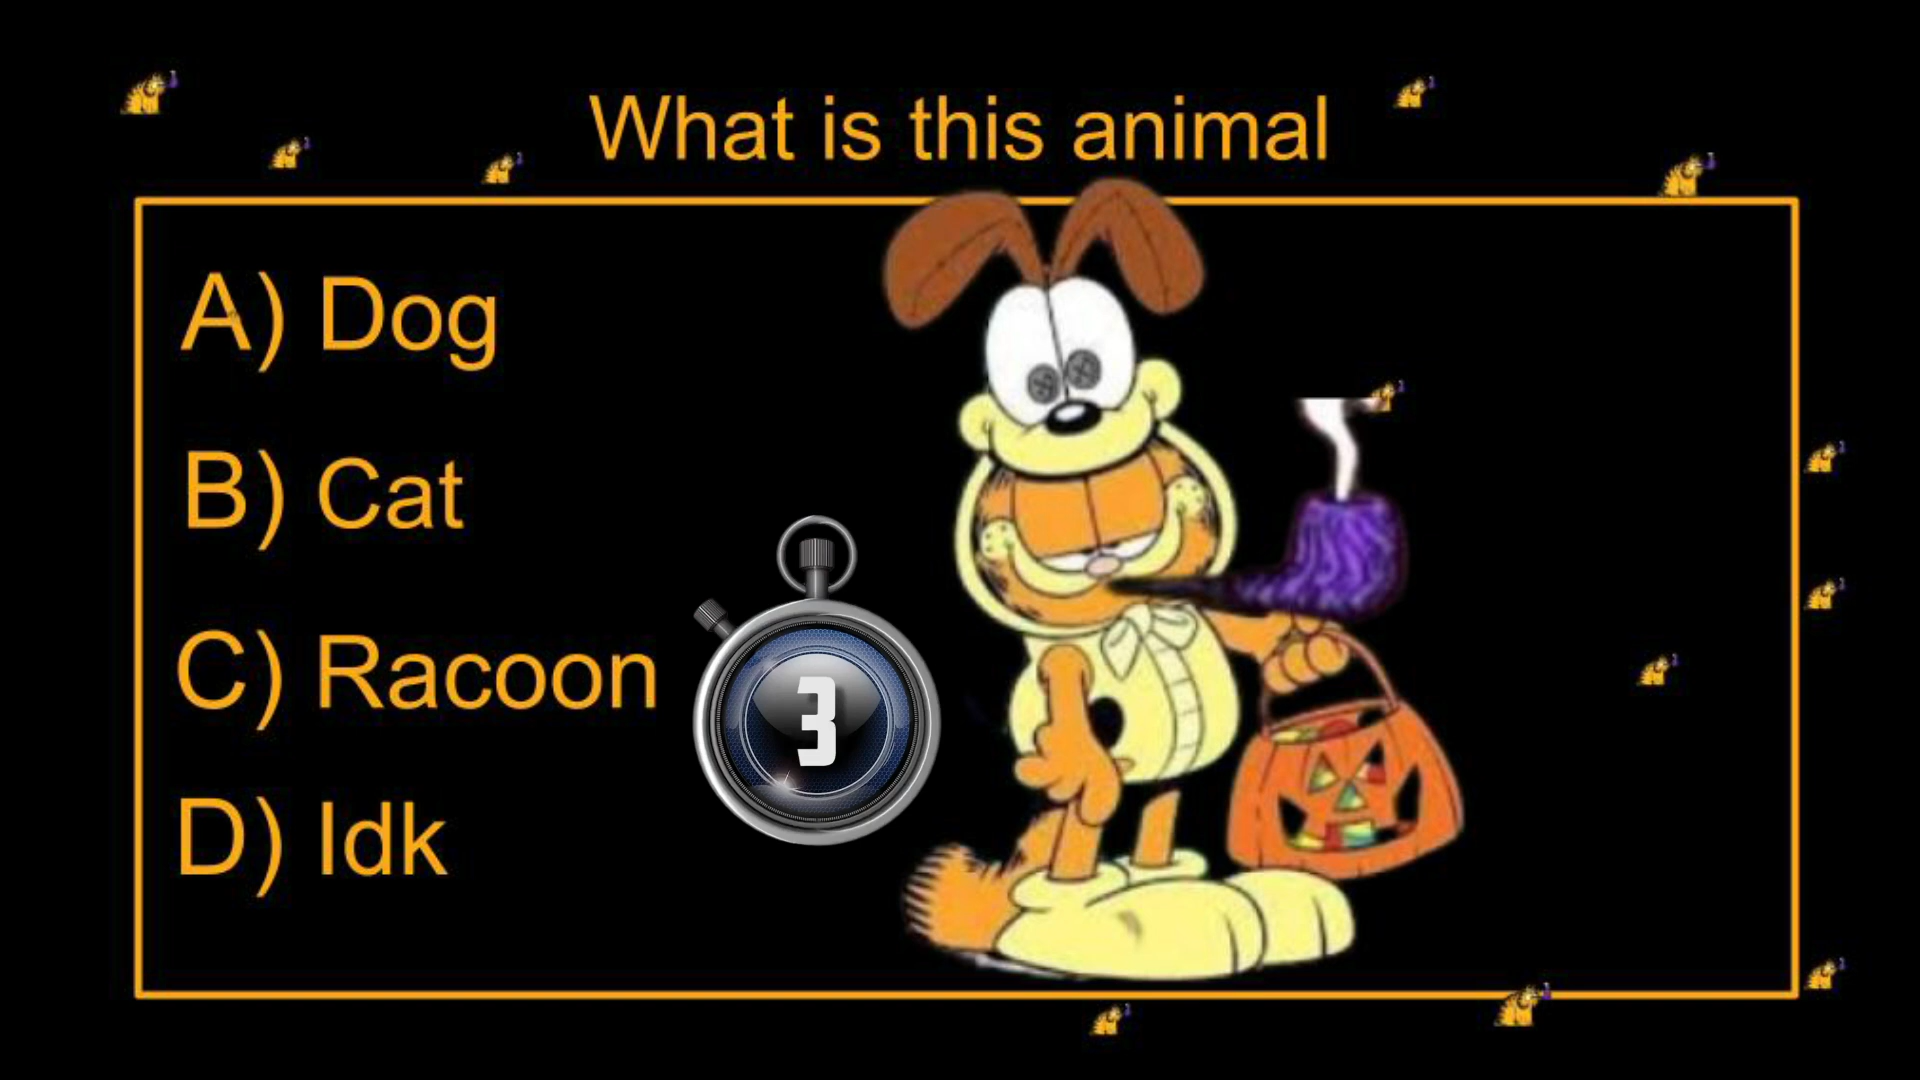 What is this animal
A) Dog
B) Cat
C) Racoon
3
D) Idk